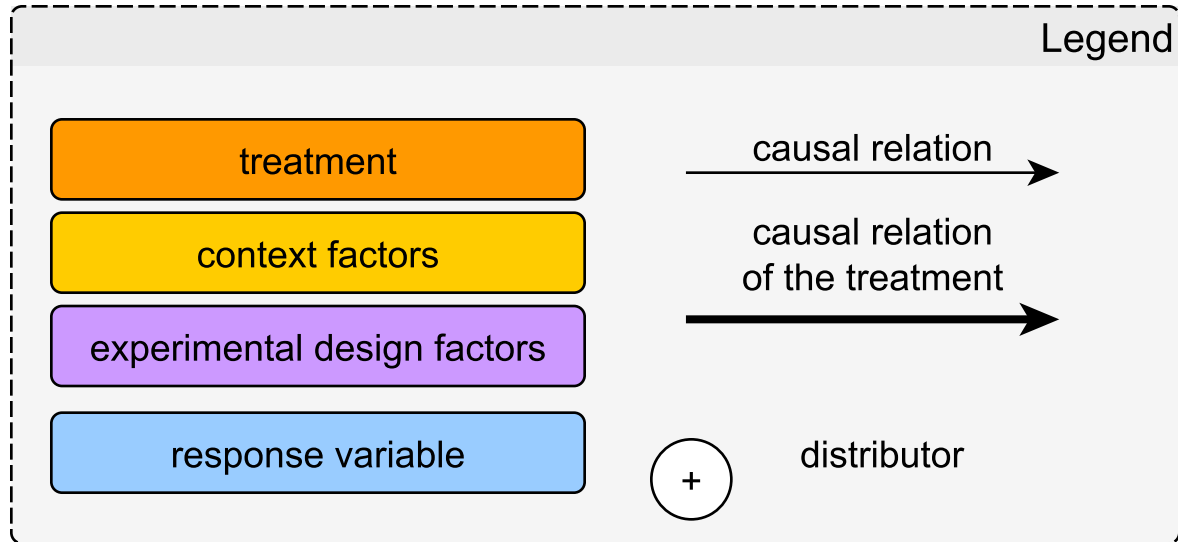 Legend
treatment
context factors
experimental design factors
response variable
causal relation
causal relation
of the treatment
+
distributor